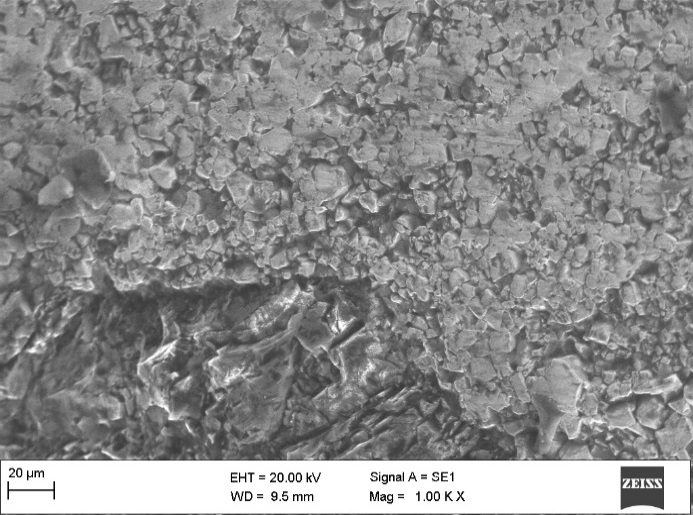 20 µm
EHT = 20.00 kV
Signal A = SE1
WD = 9.5 mm
Mag = 1.00 K X
ZEISS